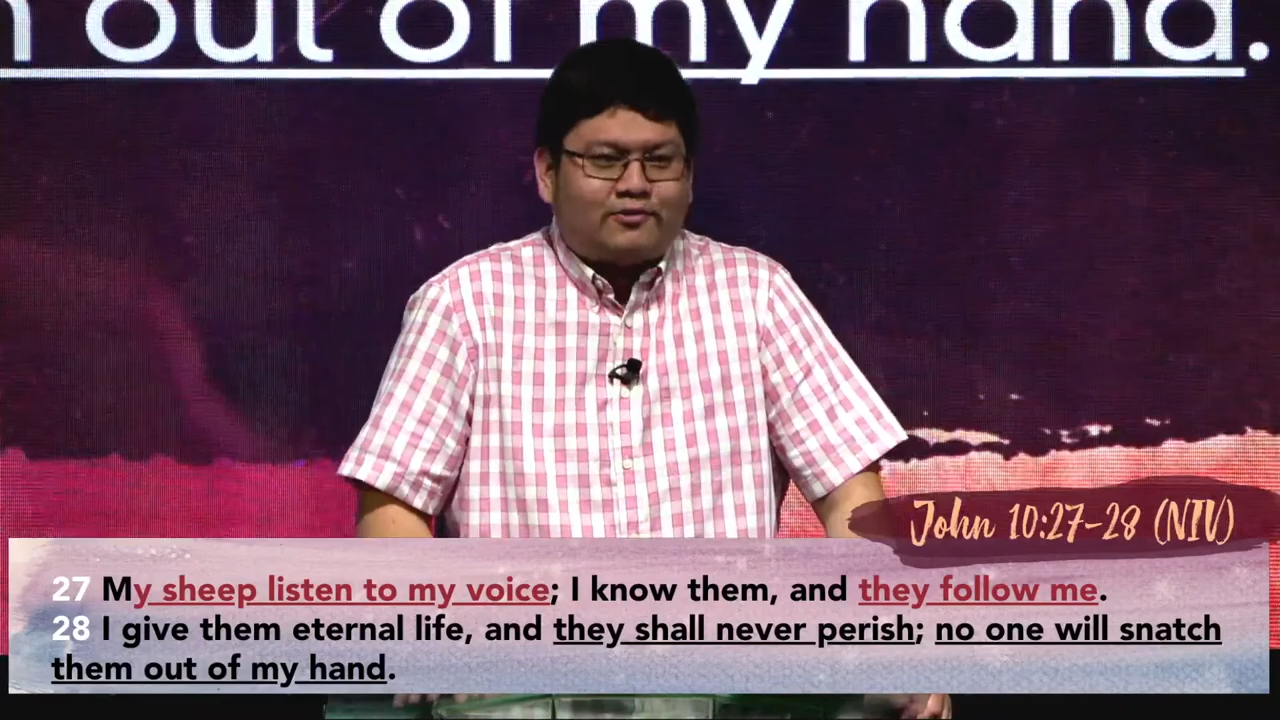 out of my hand.
John 10:27-28 (NIV)
27 My sheep listen to my voice; I know them, and they follow me.
28 I give them eternal life, and they shall never perish; no one will snatch
them out of my hand.